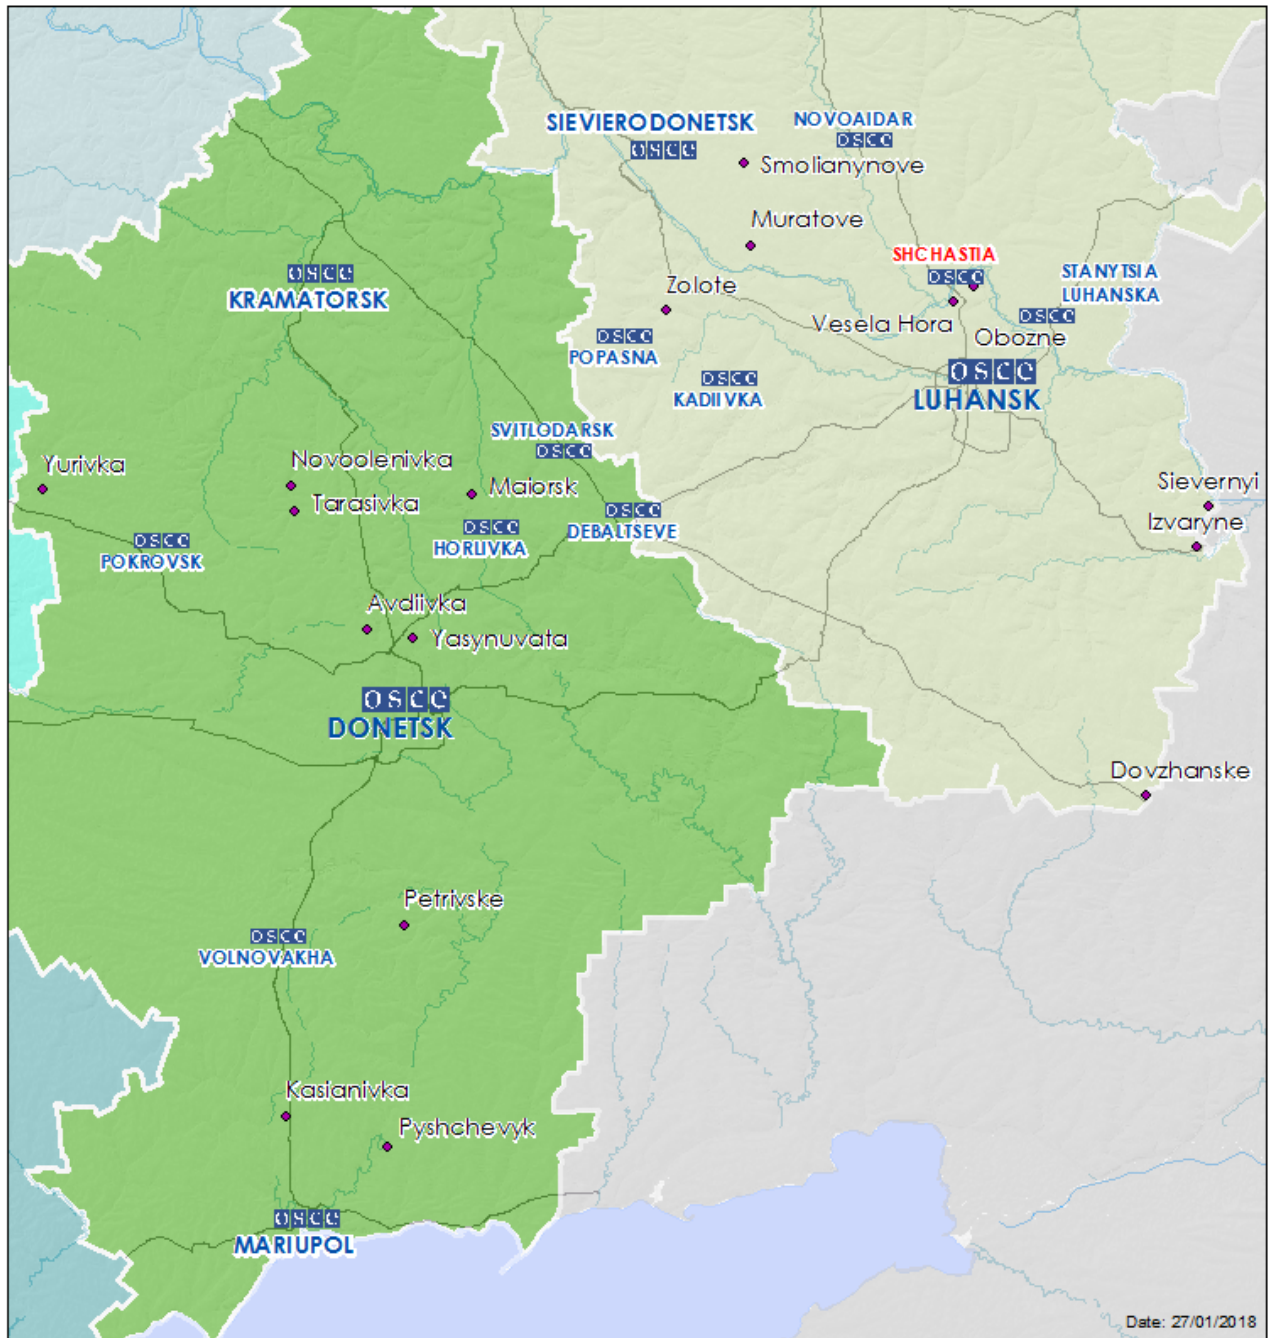 SIEVIERODONETSK
OSCE
NOVOAIDAR
OSCE
Smolianynove
Muratove
SHCHASTIA
OSCE
STANYTSIA
LUHANSKA
OSCE
OSCE
KRAMATORSK
Zolote
Vesela Hora
Obozne
OSCE
POPASNA
OSCE
KADIIVKA
OSCE
LUHANSK
SVITLODARSK
OSCE
Yurivka
Novoolenivka
Tarasivka
Maiorsk
Sievernyi
Izvaryne
OSCE
DEBALTSEVE
OSCE
HORLIVKA
OSCE
POKROVSK
Avdiivka
Yasynuvata
OSCE
DONETSK
Dovzhanske
Petrivske
OSCE
VOLNOVAKHA
Kasianivka
Pyshchevyk
OSCE
MARIUPOL
Date: 27/01/2018